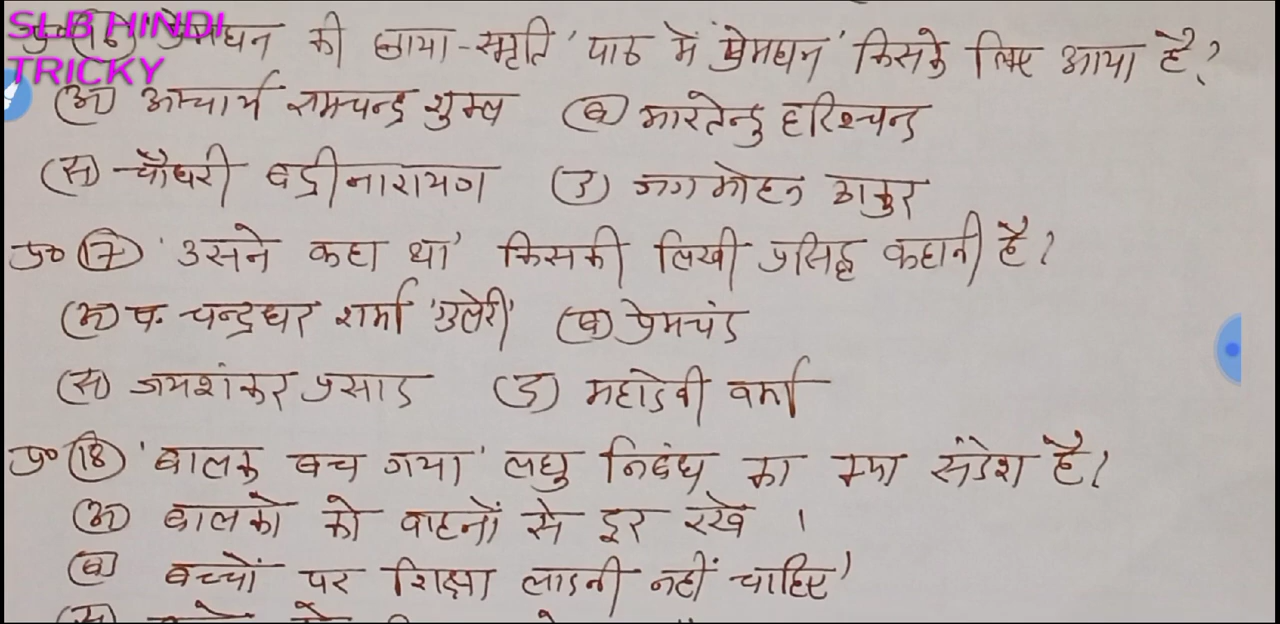 SLB HINDI
TRICKY
प्र० (16) 'प्रेमघन की छाया-स्मृति' पाठ में 'प्रेमघन' किसके लिए आया है?
(अ) आचार्य रामचन्द्र शुक्ल (ब) भारतेन्दु हरिश्चन्द्र
(स) चौधरी बद्रीनारायण (द) जगमोहन ठाकुर
प्र० (17) 'उसने कहा था' किसकी लिखी प्रसिद्ध कहानी है?
(अ) पं. चन्द्रधर शर्मा 'गुलेरी' (ब) प्रेमचंद
(स) जयशंकर प्रसाद (द) महादेवी वर्मा
प्र० (18) 'बालक बच गया' लघु निबंध का क्या संदेश है?
(अ) बालको को वाहनों से दूर रखे ।
(ब) बच्चों पर शिक्षा लादनी नहीं चाहिए'